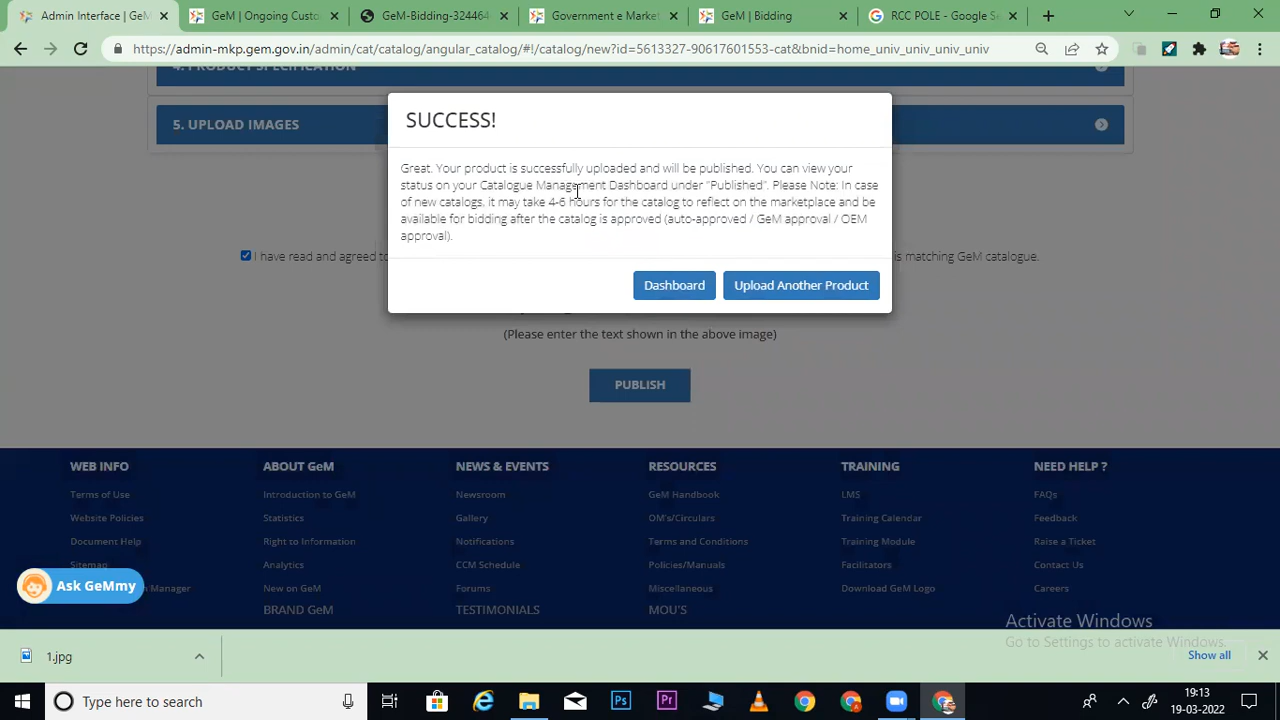 Admin Interface | GeM
GeM | Ongoing Custo
GeM-Bidding-324464
Government e Market
GeM | Bidding
RCC POLE - Google Se
https://admin-mkp.gem.gov.in/admin/cat/catalog/angular_catalog/#!/catalog/new?id=5613327-90617601553-cat&bnid=home_univ_univ_univ_univ
4. PRODUCT SPECIFICATION
5. UPLOAD IMAGES
SUCCESS!
Great. Your product is successfully uploaded and will be published. You can view your
status on your Catalogue Management Dashboard under "Published". Please Note: In case
of new catalogs, it may take 4-6 hours for the catalog to reflect on the marketplace and be
available for bidding after the catalog is approved (auto-approved / GeM approval / OEM
approval).
Dashboard Upload Another Product
I have read and agreed to
is matching GeM catalogue.
(Please enter the text shown in the above image)
PUBLISH
WEB INFO ABOUT GeM NEWS & EVENTS RESOURCES TRAINING NEED HELP ?
Terms of Use Introduction to GeM Newsroom GeM Handbook LMS FAQs
Website Policies Statistics Gallery OM's/Circulars Training Calendar Feedback
Document Help Right to Information Notifications Terms and Conditions Training Module Raise a Ticket
Sitemap Analytics CCM Schedule Policies/Manuals Facilitators Contact Us
Manager New on GeM Forums Miscellaneous Download GeM Logo Careers
Ask GeMmy
BRAND GeM TESTIMONIALS MOU'S
Activate Windows
Go to Settings to activate Windows.
1.jpg
Show all
Type here to search
Ps
Pr
19:13
19-03-2022